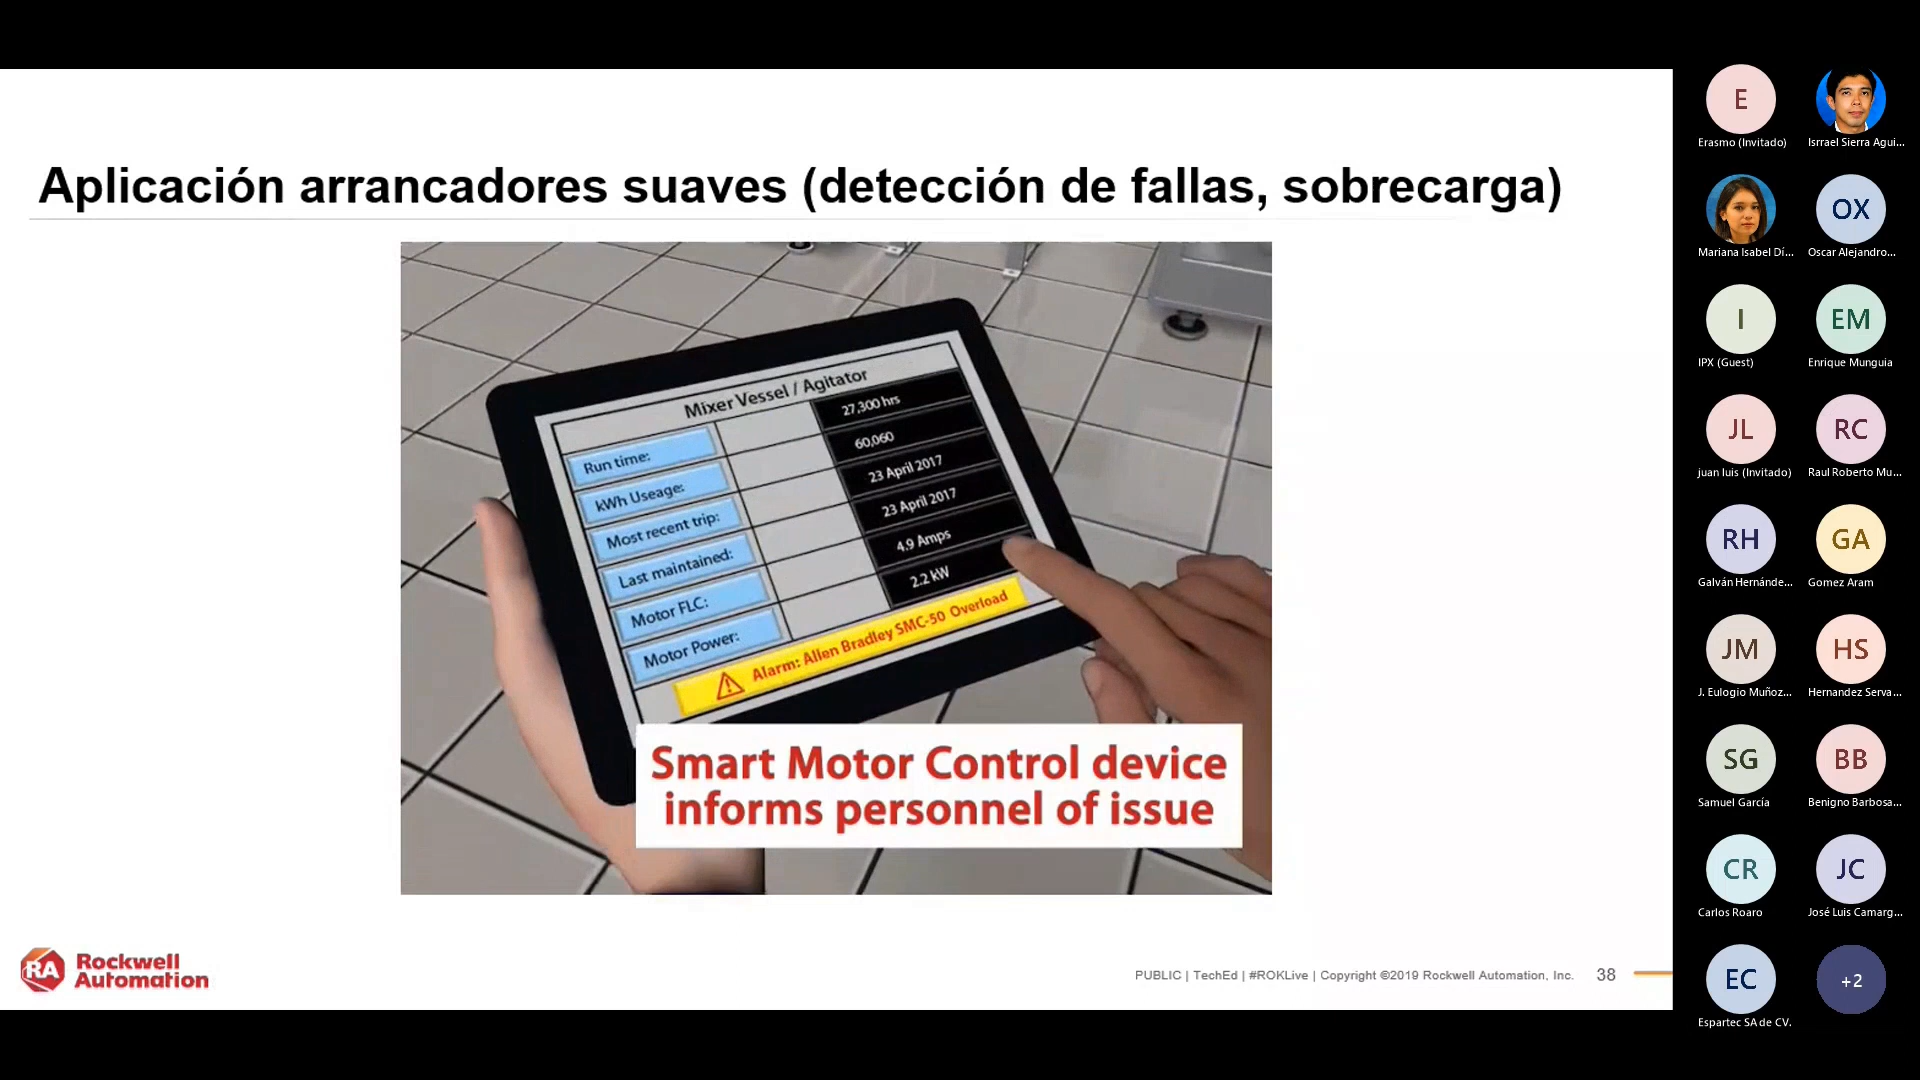 Aplicación arrancadores suaves (detección de fallas, sobrecarga)
Mixer Vessel / Agitator
Run time: 27,300 hrs
kWh Useage: 60,060
Most recent trip: 23 April 2017
Last maintained: 23 April 2017
Motor FLC: 4.9 Amps
Motor Power: 2.2 kW
Alarm: Allen Bradley SMC-50 Overload
Smart Motor Control device
informs personnel of issue
RA Rockwell
Automation
PUBLIC | TechEd | #ROKLive | Copyright ©2019 Rockwell Automation, Inc. 38
E
Erasmo (Invitado) Isrrael Sierra Agui...
OX
Mariana Isabel Dí... Oscar Alejandro...
I EM
IPX (Guest) Enrique Munguia
JL RC
juan luis (Invitado) Raul Roberto Mu...
RH GA
Galván Hernánde... Gomez Aram
JM HS
J. Eulogio Muñoz... Hernandez Serva...
SG BB
Samuel García Benigno Barbosa...
CR JC
Carlos Roaro José Luis Camarg...
EC +2
Espartec SA de CV.